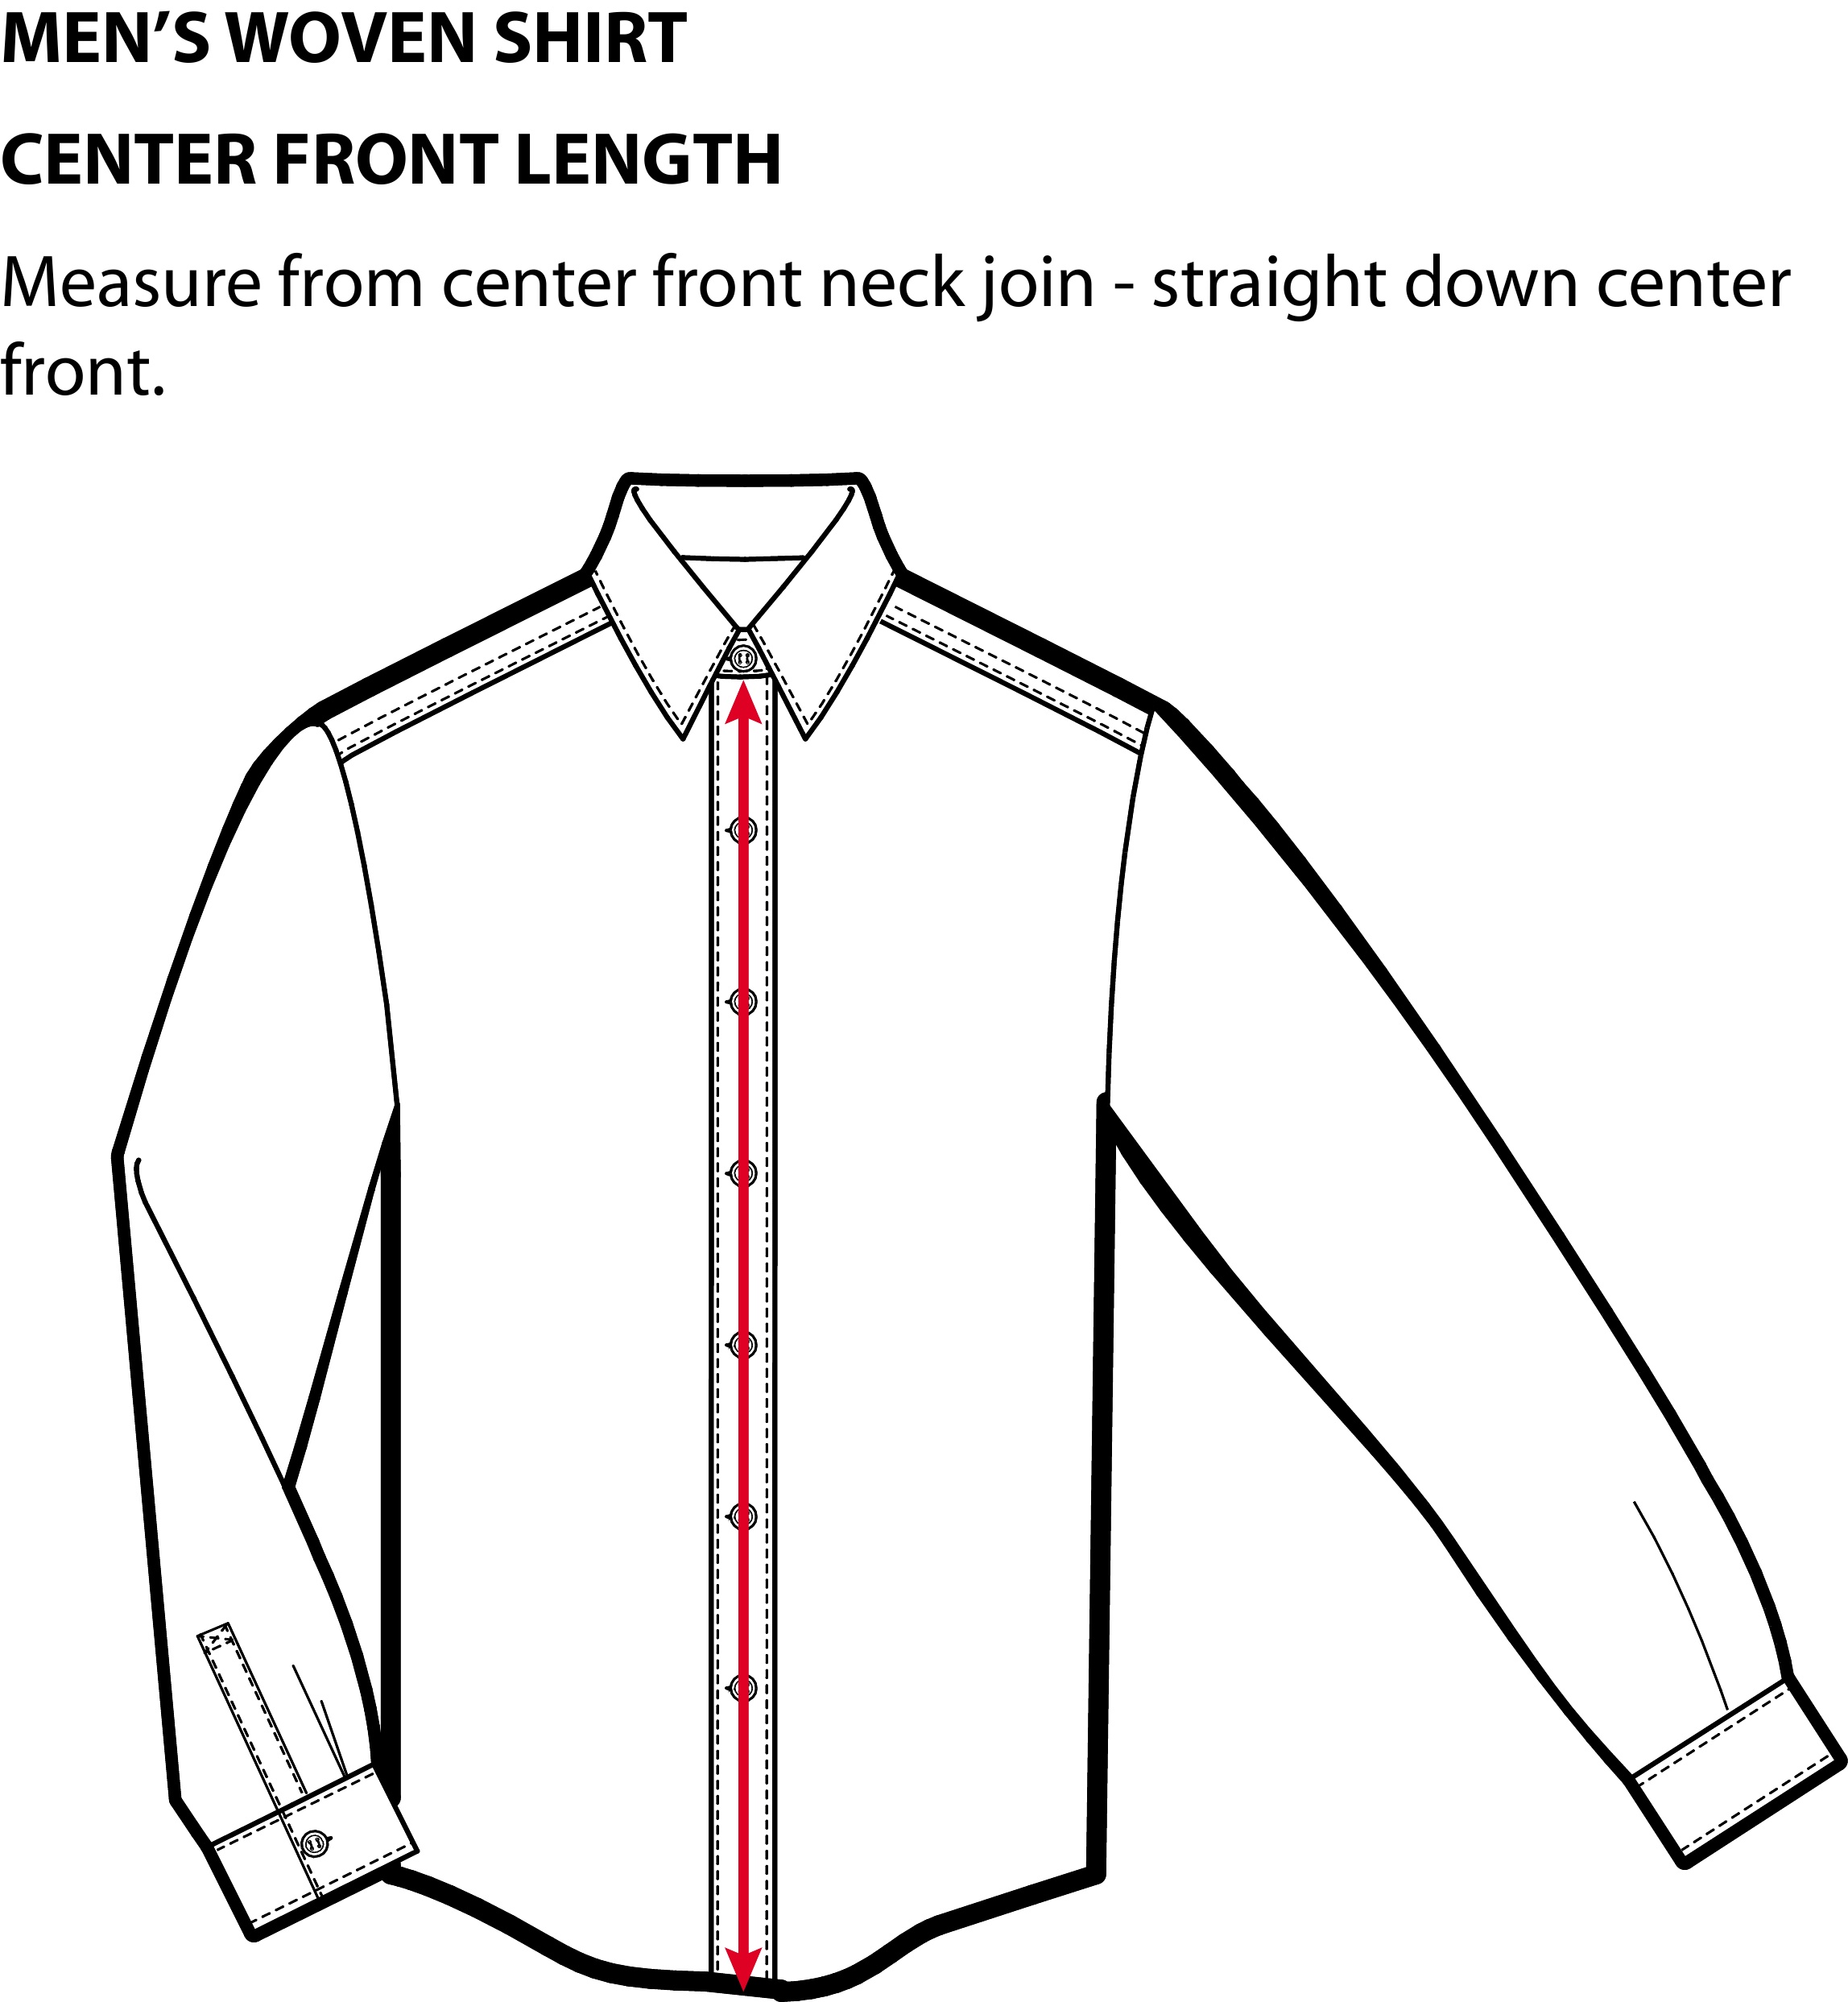 MEN’S WOVEN SHIRT
CENTER FRONT LENGTH
Measure from center front neck join - straight down center
front.